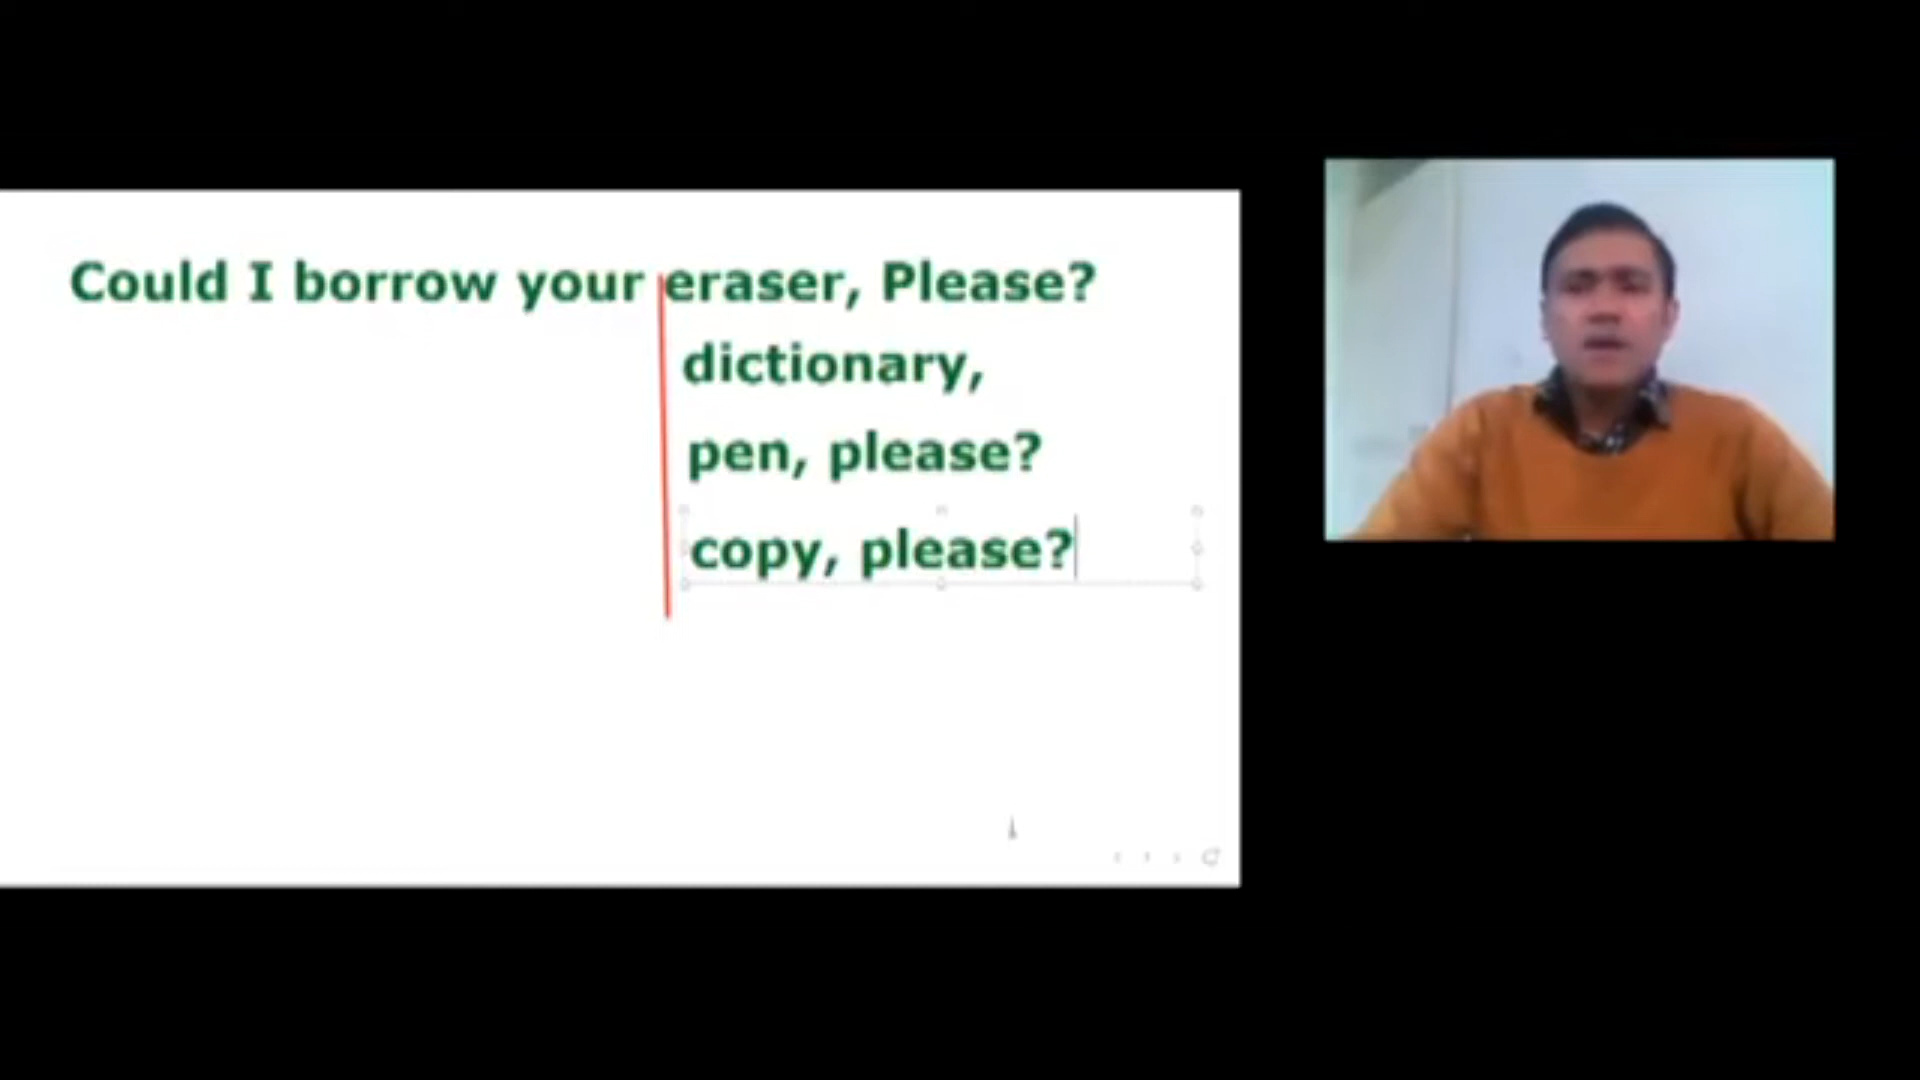 Could I borrow your eraser, Please?
dictionary,
pen, please?
copy, please?